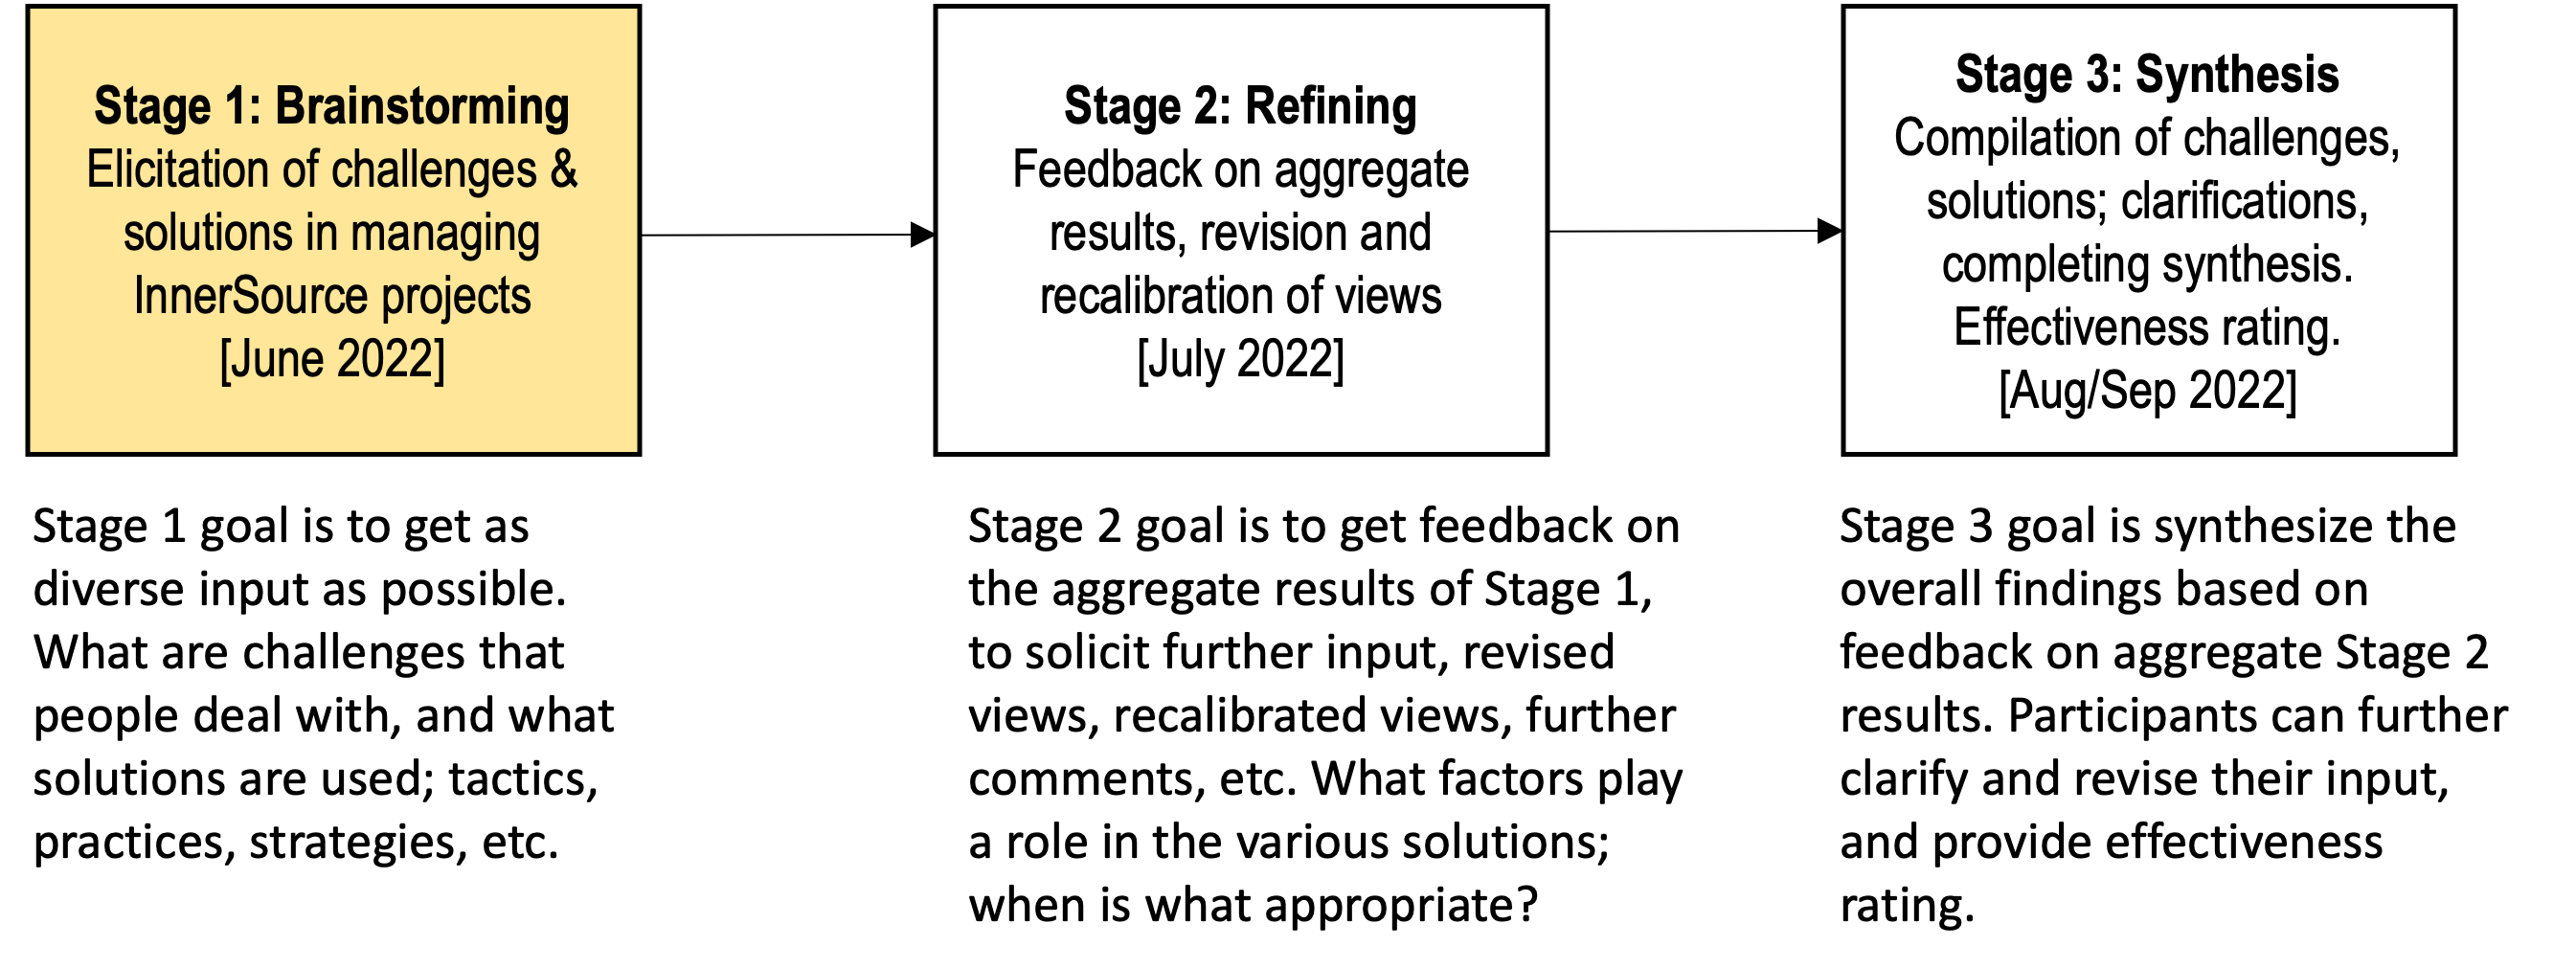 Stage 1: Brainstorming
Elicitation of challenges &
solutions in managing
InnerSource projects
[June 2022]
Stage 2: Refining
Feedback on aggregate
results, revision and
recalibration of views
[July 2022]
Stage 3: Synthesis
Compilation of challenges,
solutions; clarifications,
completing synthesis.
Effectiveness rating.
[Aug/Sep 2022]
Stage 1 goal is to get as
diverse input as possible.
What are challenges that
people deal with, and what
solutions are used; tactics,
practices, strategies, etc.
Stage 2 goal is to get feedback on
the aggregate results of Stage 1,
to solicit further input, revised
views, recalibrated views, further
comments, etc. What factors play
a role in the various solutions;
when is what appropriate?
Stage 3 goal is synthesize the
overall findings based on
feedback on aggregate Stage 2
results. Participants can further
clarify and revise their input,
and provide effectiveness
rating.